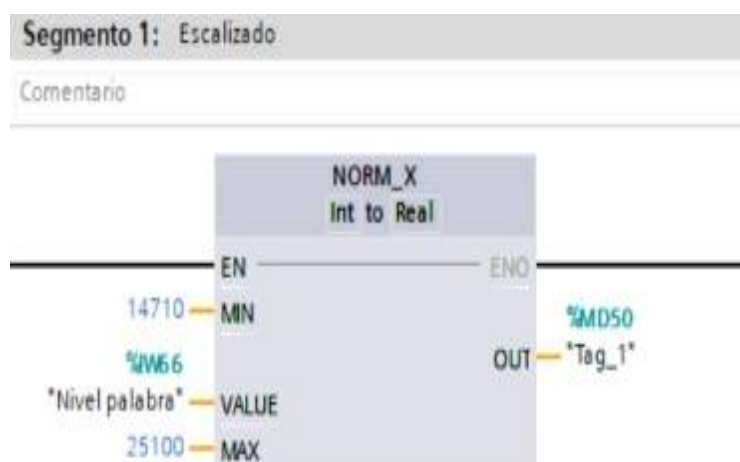 Segmento 1: Escalizado
Comentario
NORM_X
Int to Real
EN ENO
14710 MIN
%MD50
%IW66
OUT "Tag_1"
"Nivel palabra" VALUE
25100 MAX